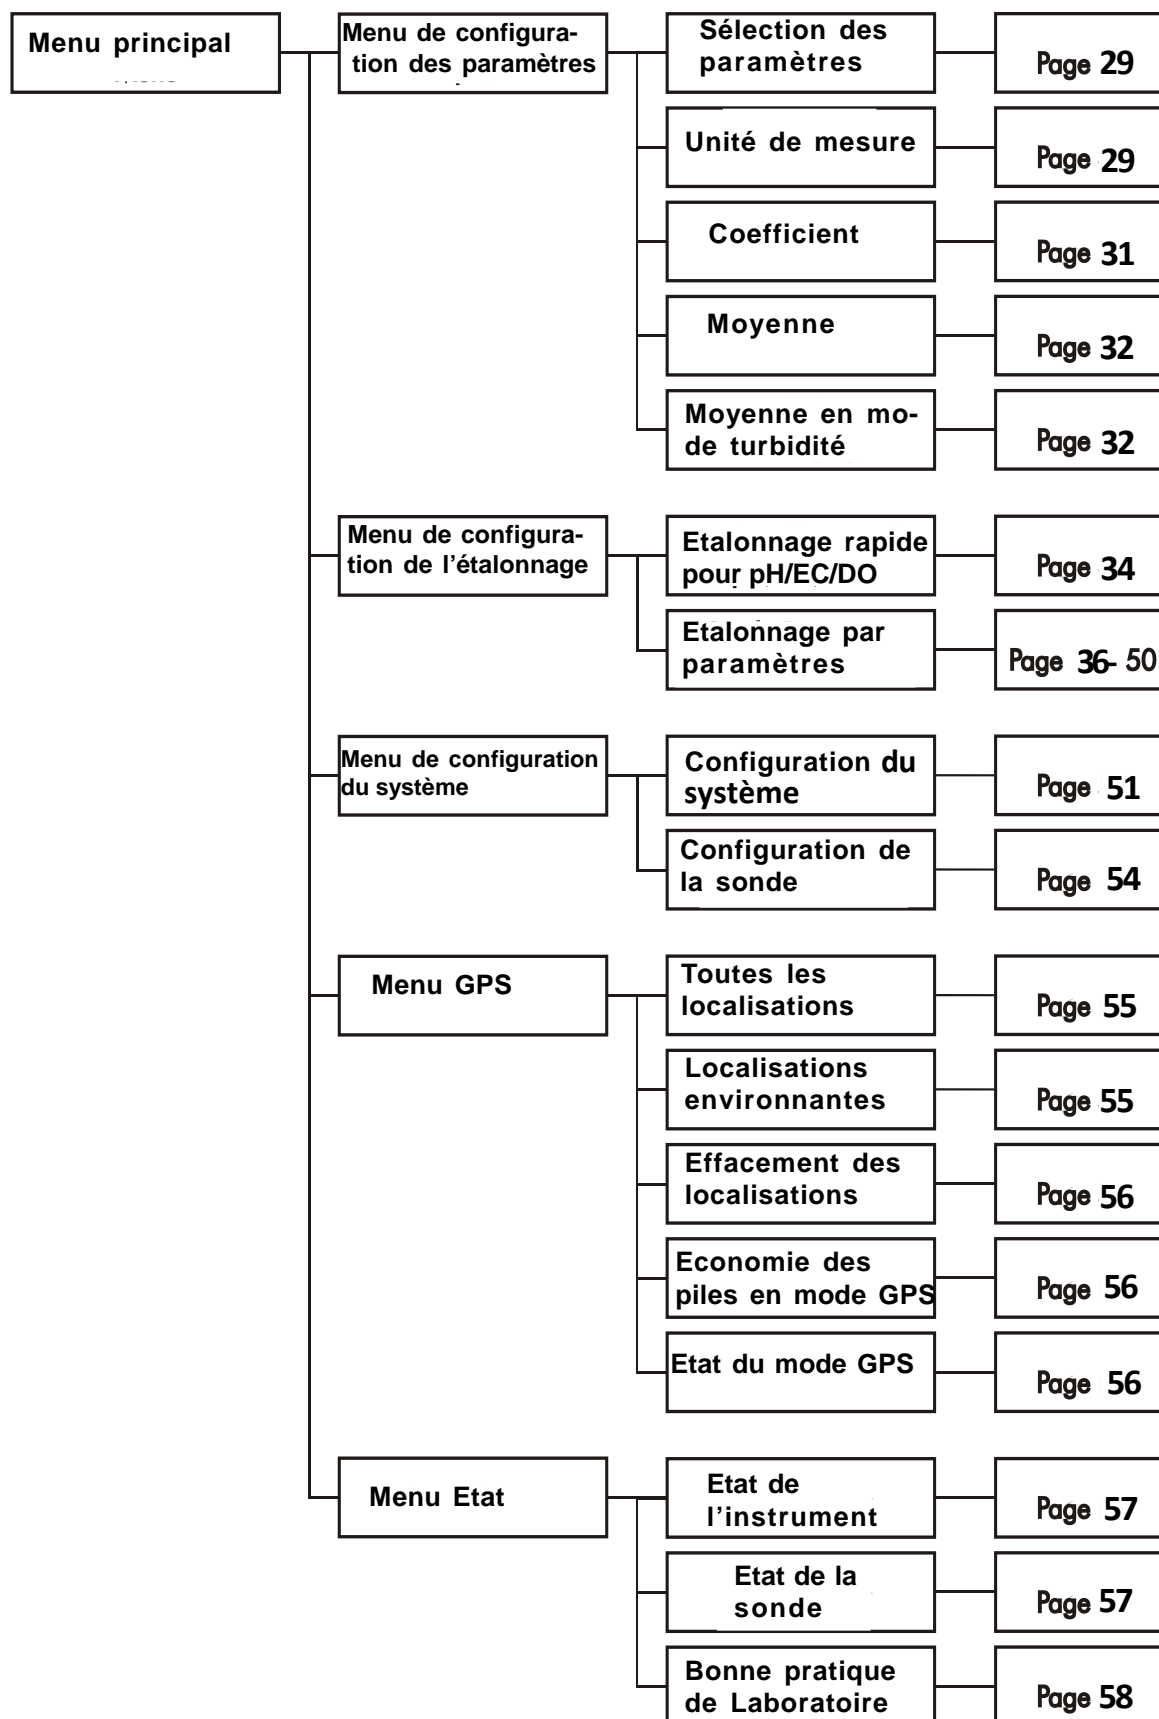 Menu principal
Menu de configura-
tion des paramètres
Sélection des
paramètres
Page 29
Unité de mesure
Page 29
Coefficient
Page 31
Moyenne
Page 32
Moyenne en mo-
de turbidité
Page 32
Menu de configura-
tion de l'étalonnage
Etalonnage rapide
pour pH/EC/DO
Page 34
Etalonnage par
paramètres
Page 36- 50
Menu de configuration
du système
Configuration du
système
Page 51
Configuration de
la sonde
Page 54
Menu GPS
Toutes les
localisations
Page 55
Localisations
environnantes
Page 55
Effacement des
localisations
Page 56
Economie des
piles en mode GPS
Page 56
Etat du mode GPS
Page 56
Menu Etat
Etat de
l'instrument
Page 57
Etat de la
sonde
Page 57
Bonne pratique
de Laboratoire
Page 58